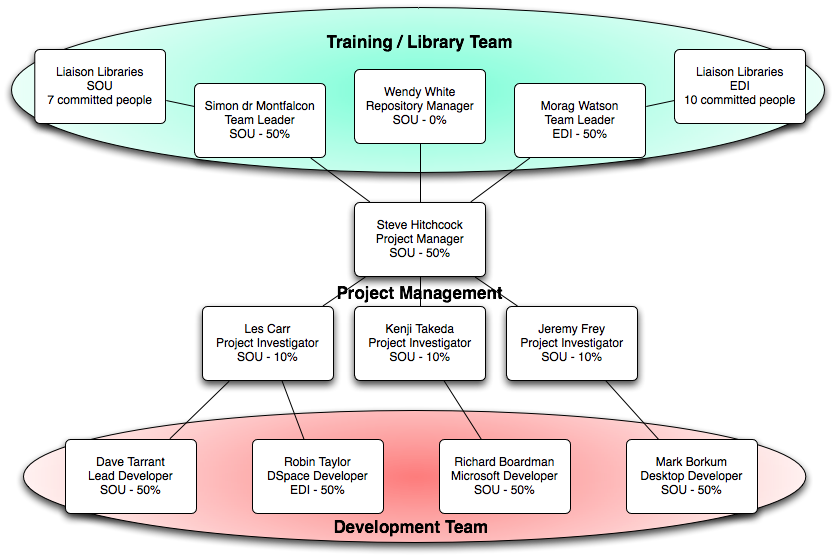 Training / Library Team
Liaison Libraries
SOU
7 committed people
Simon dr Montfalcon
Team Leader
SOU - 50%
Wendy White
Repository Manager
SOU - 0%
Morag Watson
Team Leader
EDI - 50%
Liaison Libraries
EDI
10 committed people
Steve Hitchcock
Project Manager
SOU - 50%
Project Management
Les Carr
Project Investigator
SOU - 10%
Kenji Takeda
Project Investigator
SOU - 10%
Jeremy Frey
Project Investigator
SOU - 10%
Dave Tarrant
Lead Developer
SOU - 50%
Robin Taylor
DSpace Developer
EDI - 50%
Richard Boardman
Microsoft Developer
SOU - 50%
Mark Borkum
Desktop Developer
SOU - 50%
Development Team